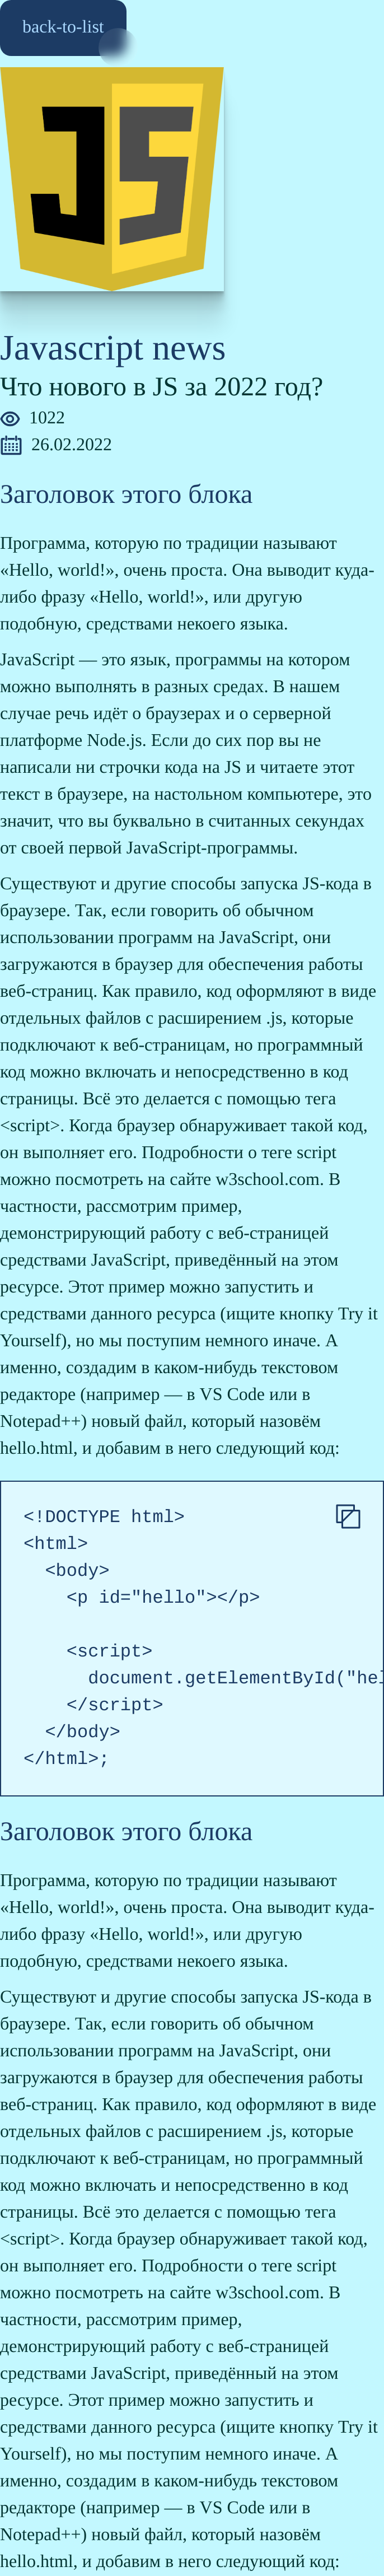 back-to-list
JS
Javascript news
Что нового в JS за 2022 год?
1022
26.02.2022
Заголовок этого блока
Программа, которую по традиции называют
«Hello, world!», очень проста. Она выводит куда-
либо фразу «Hello, world!», или другую
подобную, средствами некоего языка.
JavaScript — это язык, программы на котором
можно выполнять в разных средах. В нашем
случае речь идёт о браузерах и о серверной
платформе Node.js. Если до сих пор вы не
написали ни строчки кода на JS и читаете этот
текст в браузере, на настольном компьютере, это
значит, что вы буквально в считанных секундах
от своей первой JavaScript-программы.
Существуют и другие способы запуска JS-кода в
браузере. Так, если говорить об обычном
использовании программ на JavaScript, они
загружаются в браузер для обеспечения работы
веб-страниц. Как правило, код оформляют в виде
отдельных файлов с расширением .js, которые
подключают к веб-страницам, но программный
код можно включать и непосредственно в код
страницы. Всё это делается с помощью тега
<script>. Когда браузер обнаруживает такой код,
он выполняет его. Подробности о теге script
можно посмотреть на сайте w3school.com. В
частности, рассмотрим пример,
демонстрирующий работу с веб-страницей
средствами JavaScript, приведённый на этом
ресурсе. Этот пример можно запустить и
средствами данного ресурса (ищите кнопку Try it
Yourself), но мы поступим немного иначе. А
именно, создадим в каком-нибудь текстовом
редакторе (например — в VS Code или в
Notepad++) новый файл, который назовём
hello.html, и добавим в него следующий код:
<!DOCTYPE html>
<html>
  <body>
    <p id="hello"></p>
    <script>
      document.getElementById("hel
    </script>
  </body>
</html>;
Заголовок этого блока
Программа, которую по традиции называют
«Hello, world!», очень проста. Она выводит куда-
либо фразу «Hello, world!», или другую
подобную, средствами некоего языка.
Существуют и другие способы запуска JS-кода в
браузере. Так, если говорить об обычном
использовании программ на JavaScript, они
загружаются в браузер для обеспечения работы
веб-страниц. Как правило, код оформляют в виде
отдельных файлов с расширением .js, которые
подключают к веб-страницам, но программный
код можно включать и непосредственно в код
страницы. Всё это делается с помощью тега
<script>. Когда браузер обнаруживает такой код,
он выполняет его. Подробности о теге script
можно посмотреть на сайте w3school.com. В
частности, рассмотрим пример,
демонстрирующий работу с веб-страницей
средствами JavaScript, приведённый на этом
ресурсе. Этот пример можно запустить и
средствами данного ресурса (ищите кнопку Try it
Yourself), но мы поступим немного иначе. А
именно, создадим в каком-нибудь текстовом
редакторе (например — в VS Code или в
Notepad++) новый файл, который назовём
hello.html, и добавим в него следующий код: